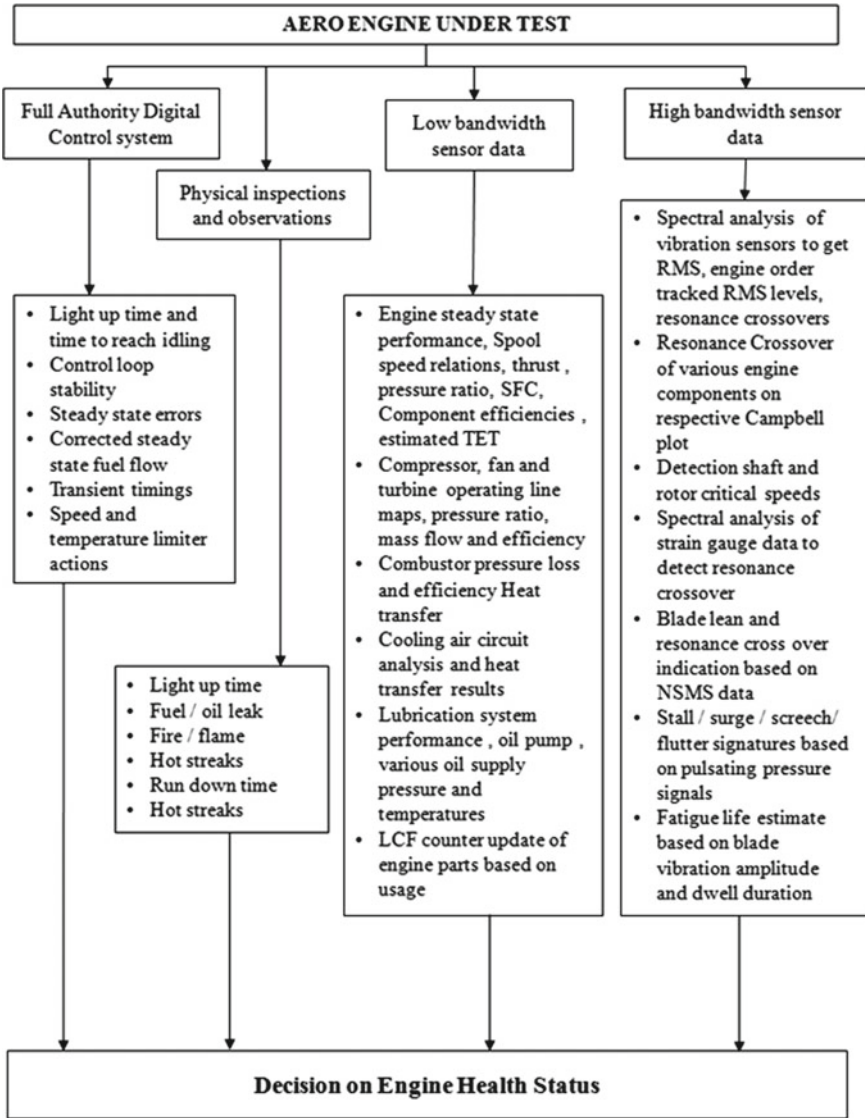 AERO ENGINE UNDER TEST
Full Authority Digital
Control system
Physical inspections
and observations
Low bandwidth
sensor data
High bandwidth sensor
data
• Light up time and
time to reach idling
• Control loop
stability
• Steady state errors
• Corrected steady
state fuel flow
• Transient timings
• Speed and
temperature limiter
actions
• Light up time
• Fuel / oil leak
• Fire / flame
• Hot streaks
• Run down time
• Hot streaks
• Engine steady state
performance, Spool
speed relations, thrust ,
pressure ratio, SFC,
Component efficiencies ,
estimated TET
• Compressor, fan and
turbine operating line
maps, pressure ratio,
mass flow and efficiency
• Combustor pressure loss
and efficiency Heat
transfer
• Cooling air circuit
analysis and heat
transfer results
• Lubrication system
performance , oil pump ,
various oil supply
pressure and
temperatures
• LCF counter update of
engine parts based on
usage
• Spectral analysis of
vibration sensors to get
RMS, engine order
tracked RMS levels,
resonance crossovers
• Resonance Crossover
of various engine
components on
respective Campbell
plot
• Detection shaft and
rotor critical speeds
• Spectral analysis of
strain gauge data to
detect resonance
crossover
• Blade lean and
resonance cross over
indication based on
NSMS data
• Stall / surge / screech/
flutter signatures based
on pulsating pressure
signals
• Fatigue life estimate
based on blade
vibration amplitude
and dwell duration
Decision on Engine Health Status